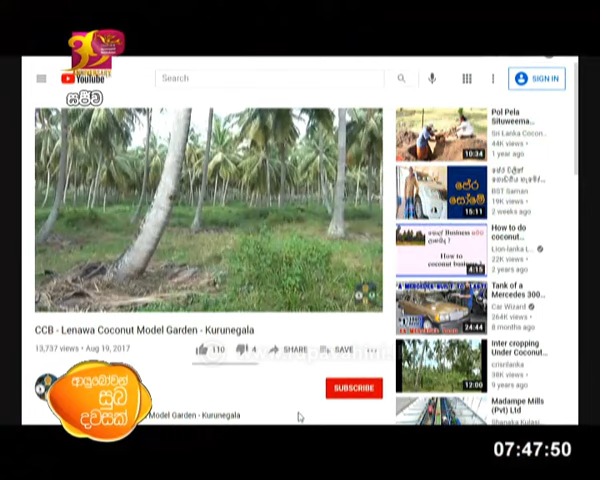 35
ANNIVERSARY
YouTube
Search
SIGN IN
සජීව
Pol Pela
Situweema...
Sri Lanka Cocon...
44K views •
1 year ago
10:34
BST Saman
19K views •
2 weeks ago
පේර
සෝමේ
15:11
How to do
coconut...
Lion-lanka L...
22K views •
2 years ago
How to
4:15
Tank of a
Mercedes 300...
Car Wizard
264K views •
8 months ago
24:44
Inter cropping
Under Coconut...
crisrilanka
38K views •
9 years ago
12:00
Madampe Mills
(Pvt) Ltd
CCB - Lenawa Coconut Model Garden - Kurunegala
13,737 views • Aug 19, 2017
110
4
SHARE
SAVE
SUBSCRIBE
Model Garden - Kurunegala
ආයුබෝවන්
සුබ
දවසක්
07:47:50